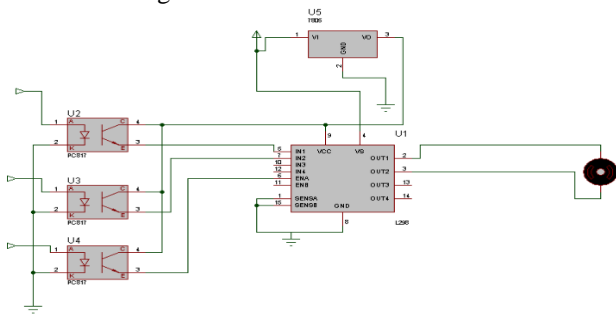 U5
7805
1 VI VO 3
GND
2
U2
1 A C 4
2 K E 3
PC817
U3
1 A C 4
2 K E 3
PC817
U4
1 A C 4
2 K E 3
PC817
9 4 U1
5 IN1 VCC VS OUT1 2
7 IN2 OUT2 3
10 IN3 OUT3 13
12 IN4 OUT4 14
6 ENA
11 ENB
1 SENSA
15 SENSB GND
8 L298